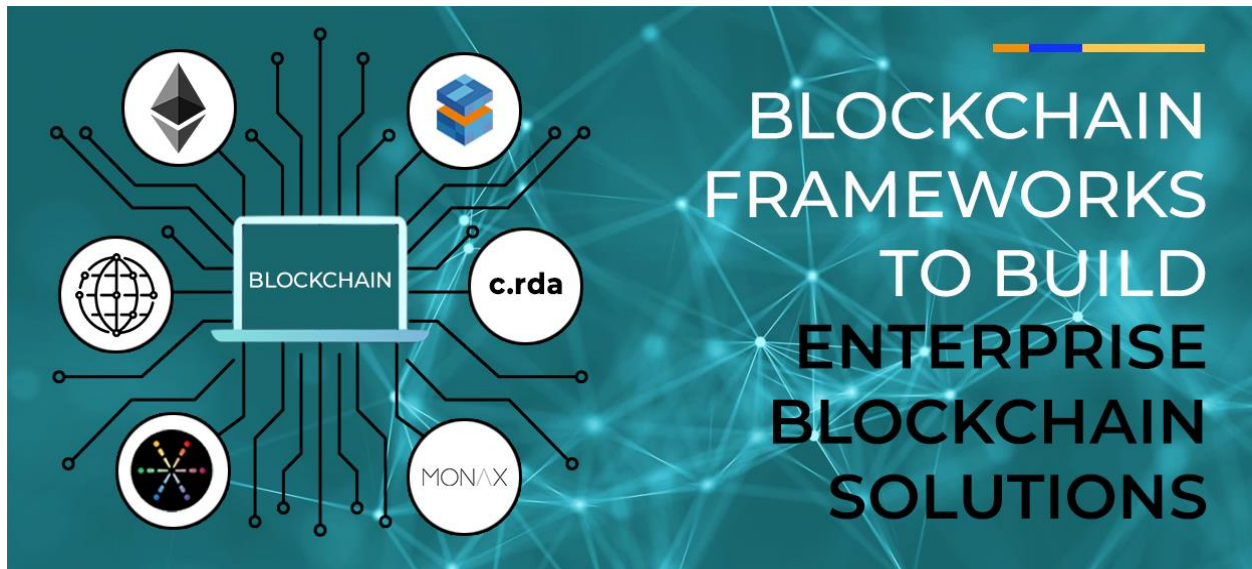 BLOCKCHAIN
FRAMEWORKS
TO BUILD
ENTERPRISE
BLOCKCHAIN
SOLUTIONS
BLOCKCHAIN
c.rda
MONAX